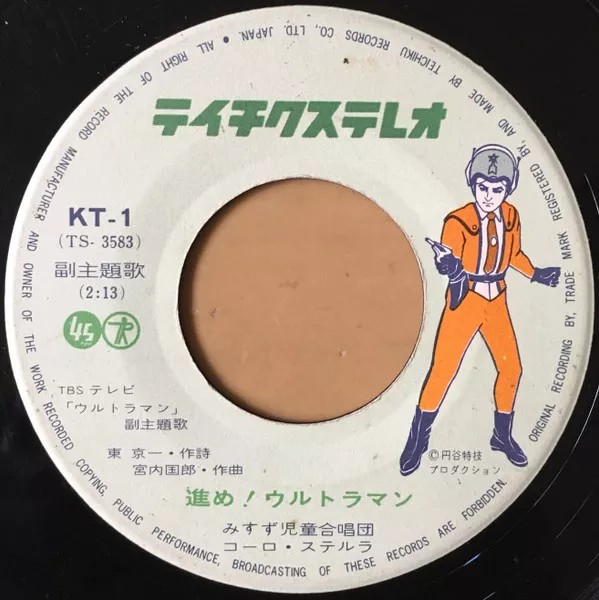 MADE BY TEICHIKU RECORDS CO., LTD. JAPAN. • ALL RIGHT OF THE RECORD MANUFACTURER AND OWNER OF THE WORK RECORDED COPYING, PUBLIC PERFORMANCE, BROADCASTING OF THESE RECORDS ARE FORBIDDEN. ORIGINAL RECORDING BY, TRADE MARK REGISTERED BY, AND
テイチクステレオ
KT-1
(TS-3583)
副主題歌
(2:13)
45
TBSテレビ
「ウルトラマン」
副主題歌
東 京一・作詩
宮内国郎・作曲
©円谷特技
プロダクション
進め!ウルトラマン
みすず児童合唱団
コーロ・ステルラ